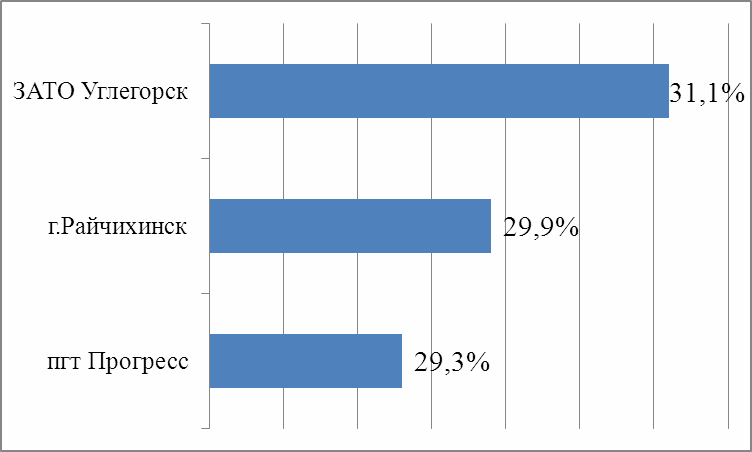 ЗАТО Углегорск
31,1%
г.Райчихинск
29,9%
пгт Прогресс
29,3%